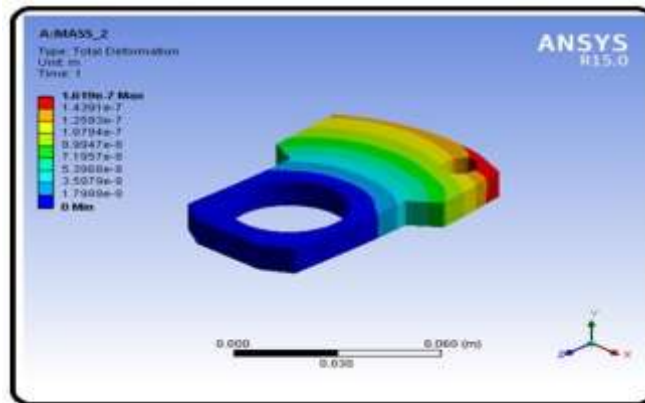 A:MASS_2
Type: Total Deformation
Unit: m
Time: 1
1.619e-7 Max
1.4391e-7
1.2593e-7
1.0794e-7
8.9947e-8
7.1957e-8
5.3968e-8
3.5979e-8
1.7989e-8
0 Min
ANSYS
R15.0
0.000
0.060 (m)
0.030
Y
Z
X